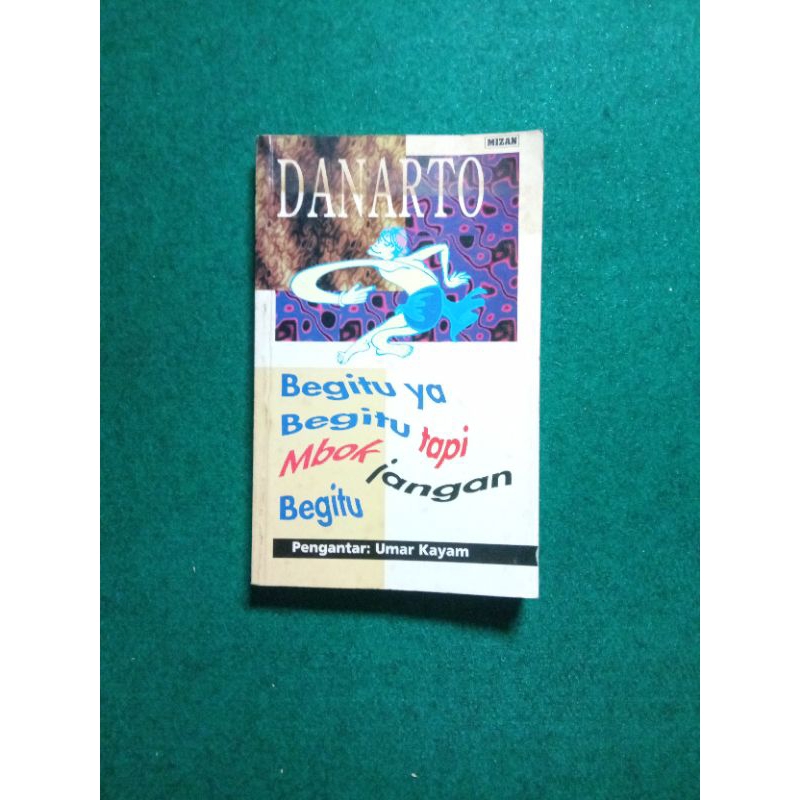 MIZAN
DANARTO
Begitu ya
Begitu tapi
Mbok jangan
Begitu
Pengantar: Umar Kayam